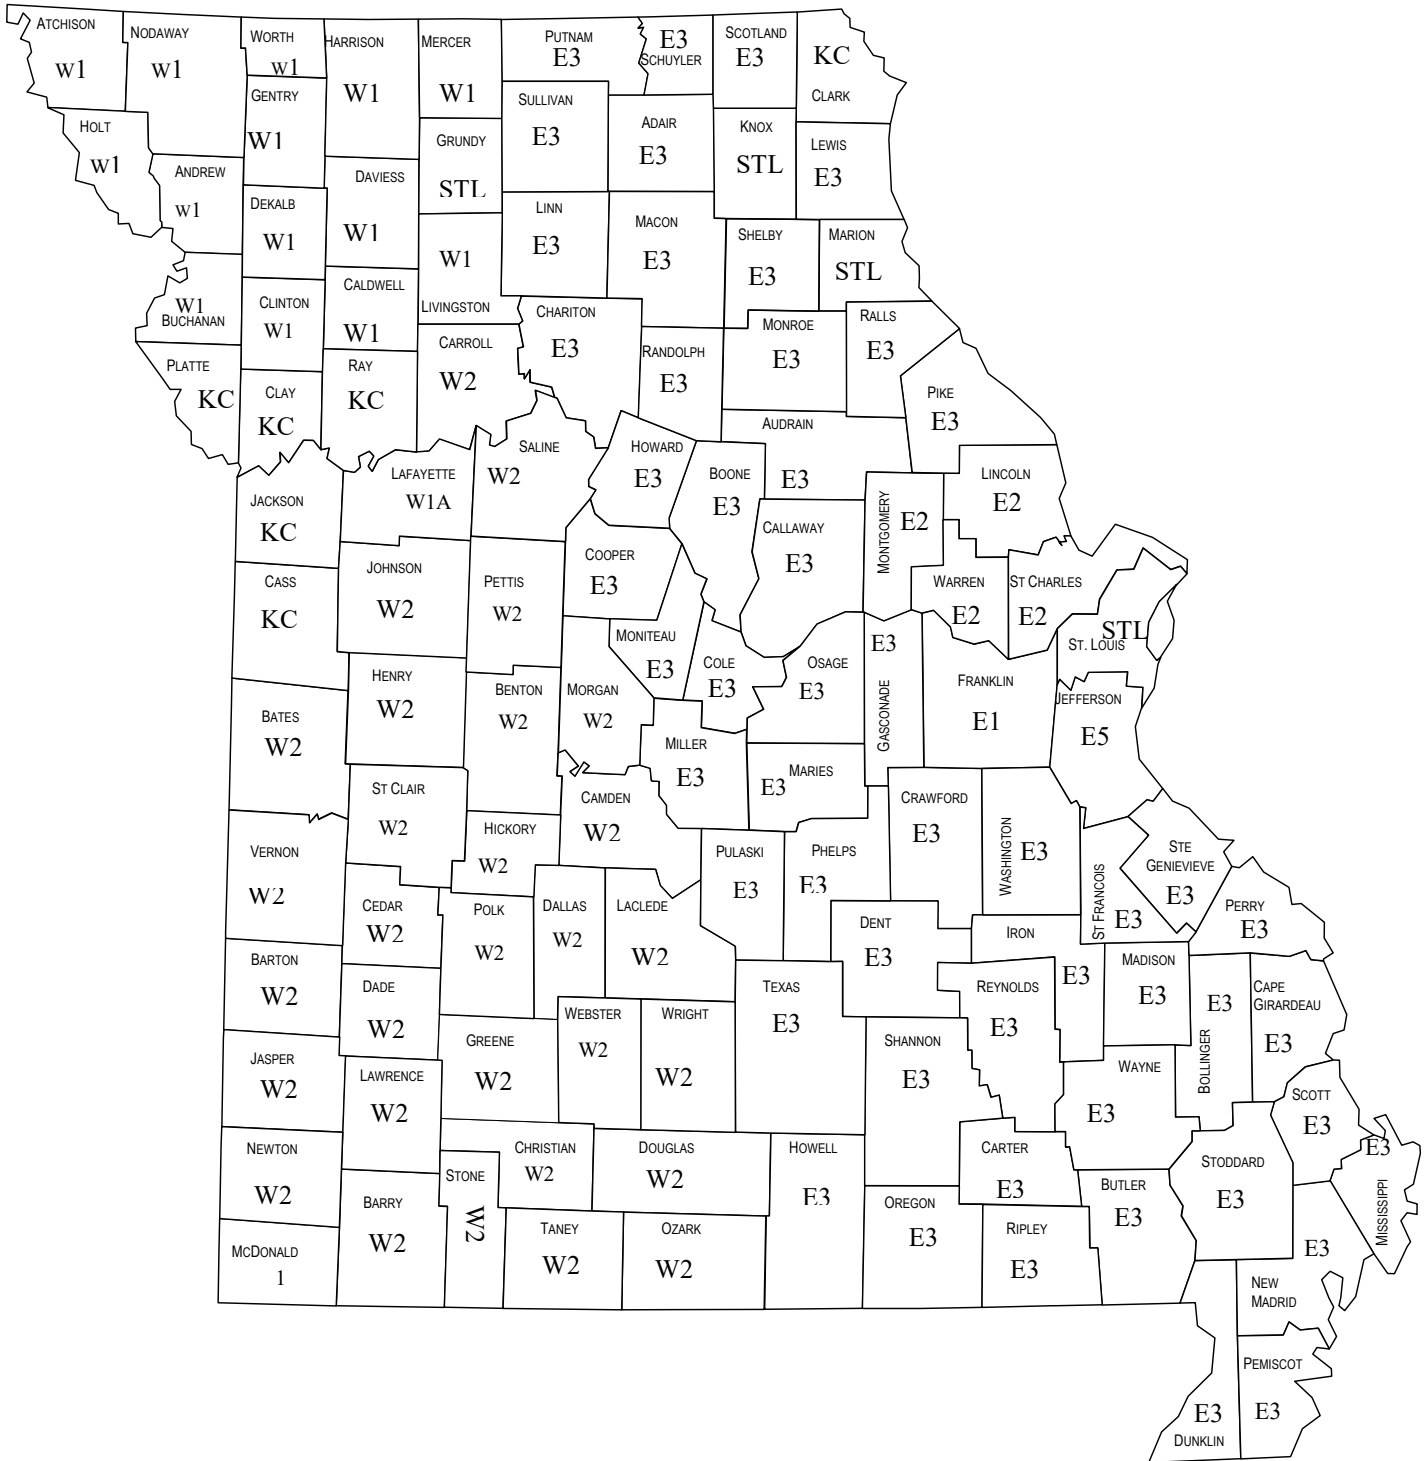 ATCHISON
W1
NODAWAY
W1
WORTH
W1
HARRISON
W1
MERCER
W1
PUTNAM
E3
E3
SCHUYLER
SCOTLAND
E3
KC
CLARK
HOLT
W1
GENTRY
W1
SULLIVAN
E3
ADAIR
E3
KNOX
STL
LEWIS
E3
GRUNDY
STL
ANDREW
W1
DEKALB
W1
DAVIESS
W1
LINN
E3
MACON
E3
SHELBY
E3
MARION
STL
W1
LIVINGSTON
W1
BUCHANAN
CLINTON
W1
CALDWELL
W1
CHARITON
E3
MONROE
E3
RALLS
E3
PLATTE
KC
CLAY
KC
RAY
KC
CARROLL
W2
RANDOLPH
E3
PIKE
E3
AUDRAIN
E3
SALINE
W2
HOWARD
E3
BOONE
E3
LAFAYETTE
W1A
JACKSON
KC
MONTGOMERY
E2
LINCOLN
E2
CALLAWAY
E3
COOPER
E3
CASS
KC
JOHNSON
W2
PETTIS
W2
WARREN
E2
ST CHARLES
E2
STL
ST. LOUIS
MONITEAU
E3
COLE
E3
OSAGE
E3
E3
GASCONADE
FRANKLIN
E1
JEFFERSON
E5
BATES
W2
HENRY
W2
BENTON
W2
MORGAN
W2
MILLER
E3
MARIES
E3
ST CLAIR
W2
CAMDEN
W2
CRAWFORD
E3
WASHINGTON
E3
VERNON
W2
HICKORY
W2
PULASKI
E3
PHELPS
E3
ST FRANCOIS
E3
STE
GENIEVIEVE
E3
PERRY
E3
CEDAR
W2
POLK
W2
DALLAS
W2
LACLEDE
W2
DENT
E3
IRON
E3
MADISON
E3
BARTON
W2
DADE
W2
TEXAS
E3
REYNOLDS
E3
E3
BOLLINGER
CAPE
GIRARDEAU
E3
JASPER
W2
LAWRENCE
W2
GREENE
W2
WEBSTER
W2
WRIGHT
W2
SHANNON
E3
WAYNE
E3
SCOTT
E3
NEWTON
W2
CHRISTIAN
W2
DOUGLAS
W2
HOWELL
E3
CARTER
E3
STODDARD
E3
E3
MISSISSIPPI
STONE
W2
BARRY
W2
TANEY
W2
OZARK
W2
OREGON
E3
RIPLEY
E3
BUTLER
E3
MCDONALD
1
E3
NEW
MADRID
PEMISCOT
E3
E3
DUNKLIN